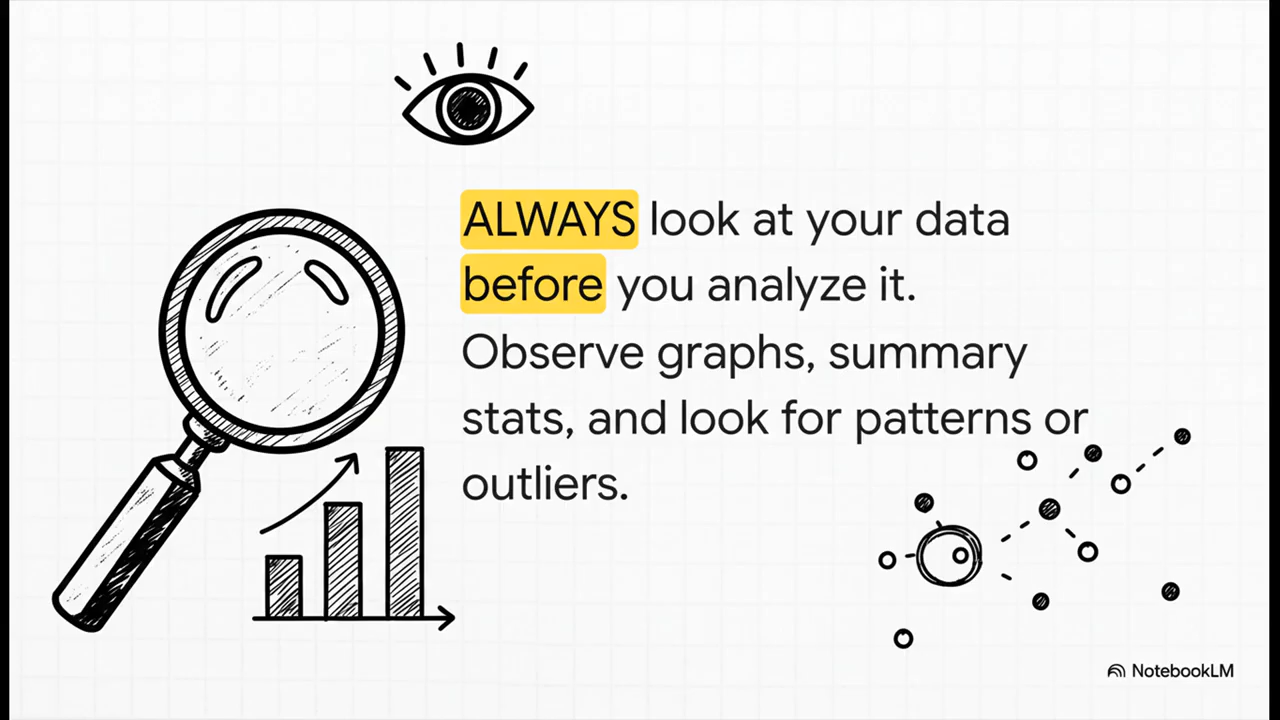 ALWAYS look at your data
before you analyze it.
Observe graphs, summary
stats, and look for patterns or
outliers.
NotebookLM